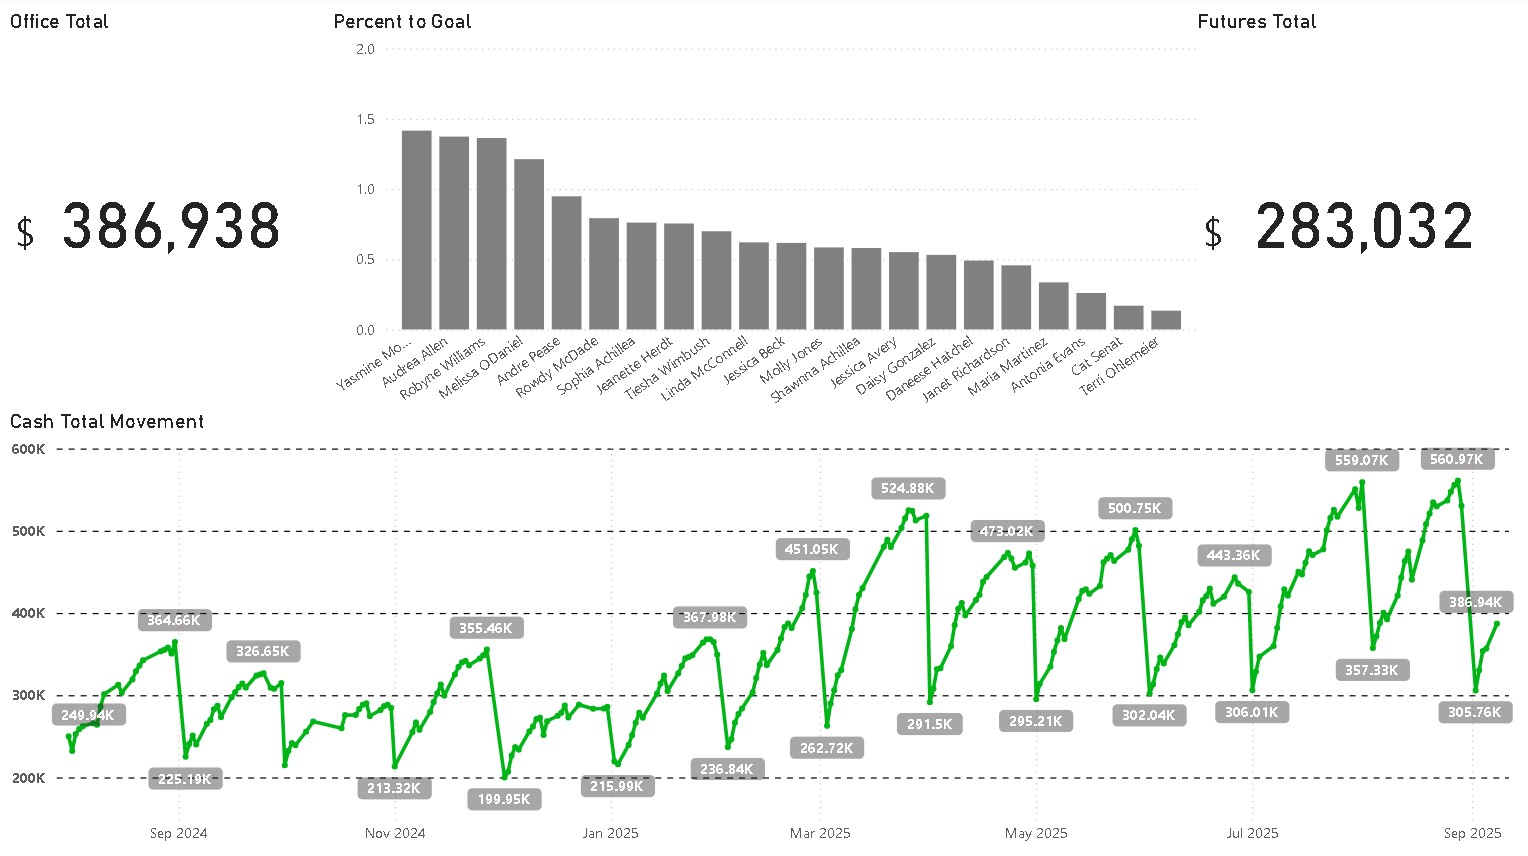 Office Total
$ 386,938
Percent to Goal
2.0
1.5
1.0
0.5
0.0
Yasmine Mo...
Audrea Allen
Robyne Williams
Melissa ODaniel
Andre Pease
Rowdy McDade
Sophia Achillea
Jeanette Herdt
Tiesha Wimbush
Linda McConnell
Jessica Beck
Molly Jones
Shawnna Achillea
Jessica Avery
Daisy Gonzalez
Daneese Hatchel
Janet Richardson
Maria Martinez
Antonia Evans
Cat Senat
Terri Ohlemeier
Futures Total
$ 283,032
Cash Total Movement
600K
500K
400K
300K
200K
249.94K
364.66K
225.19K
326.65K
213.32K
355.46K
199.95K
215.99K
367.98K
236.84K
451.05K
262.72K
524.88K
291.5K
473.02K
295.21K
500.75K
302.04K
443.36K
306.01K
559.07K
357.33K
560.97K
386.94K
305.76K
Sep 2024
Nov 2024
Jan 2025
Mar 2025
May 2025
Jul 2025
Sep 2025